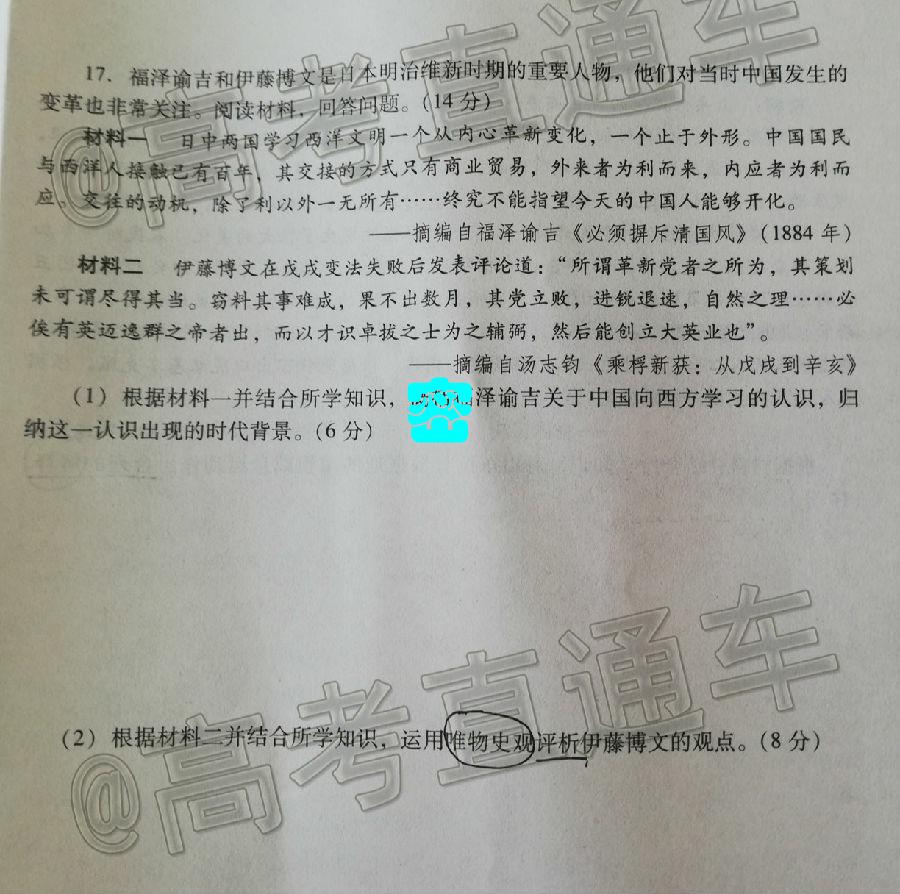 17. 福泽谕吉和伊藤博文是日本明治维新时期的重要人物，他们对当时中国发生的
变革也非常关注。阅读材料，回答问题。(14 分)
材料一 日中两国学习西洋文明一个从内心革新变化，一个止于外形。中国国民
与西洋人接触已有百年，其交接的方式只有商业贸易，外来者为利而来，内应者为利而
应。交往的动机，除了利以外一无所有……终究不能指望今天的中国人能够开化。
——摘编自福泽谕吉《必须摒斥清国风》(1884 年)
材料二 伊藤博文在戊戌变法失败后发表评论道：“所谓革新党者之所为，其策划
未可谓尽得其当。窃料其事难成，果不出数月，其党立败，进锐退速，自然之理……必
俟有英迈逸群之帝者出，而以才识卓拔之士为之辅弼，然后能创立大英业也”。
——摘编自汤志钧《乘桴新获：从戊戌到辛亥》
(1) 根据材料一并结合所学知识，泽谕吉关于中国向西方学习的认识，归
纳这一认识出现的时代背景。(6 分)
(2) 根据材料二并结合所学知识，运用唯物史观评析伊藤博文的观点。(8 分)
@高考直通车
@高考直通车